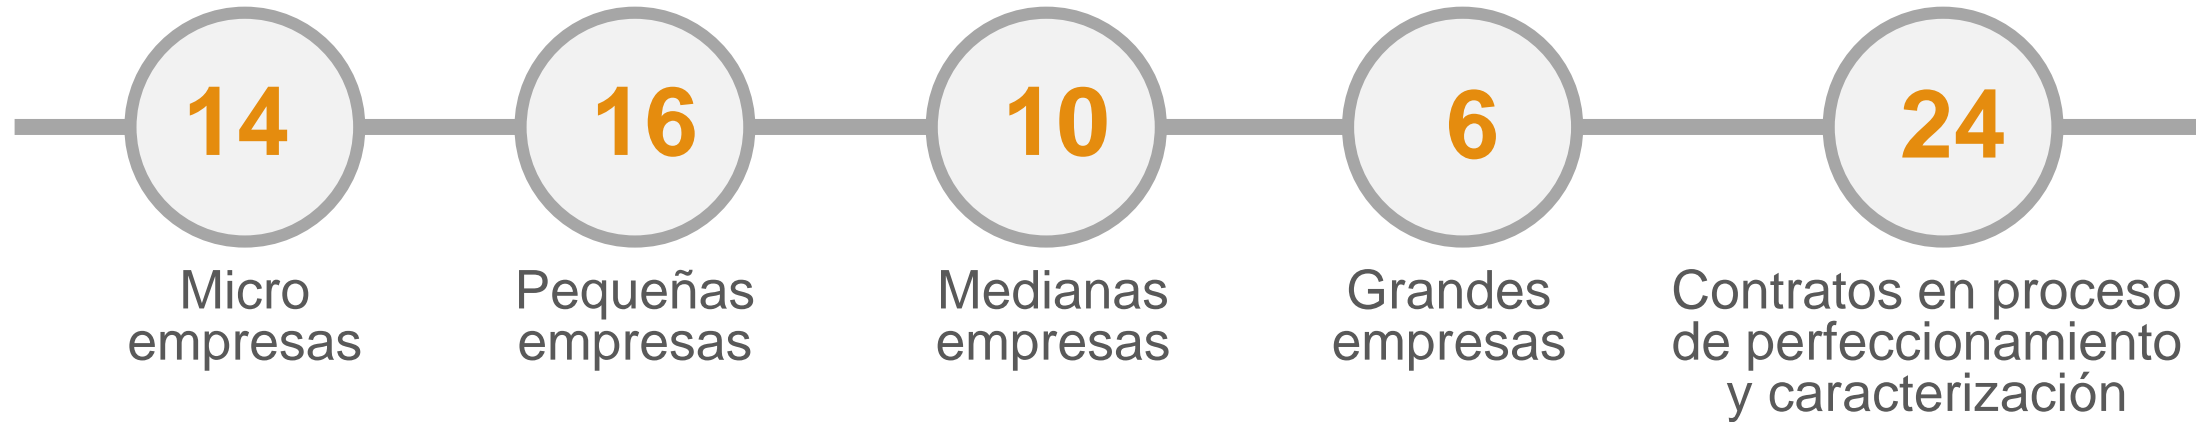 14
16
10
6
24
Micro
empresas
Pequeñas
empresas
Medianas
empresas
Grandes
empresas
Contratos en proceso
de perfeccionamiento
y caracterización